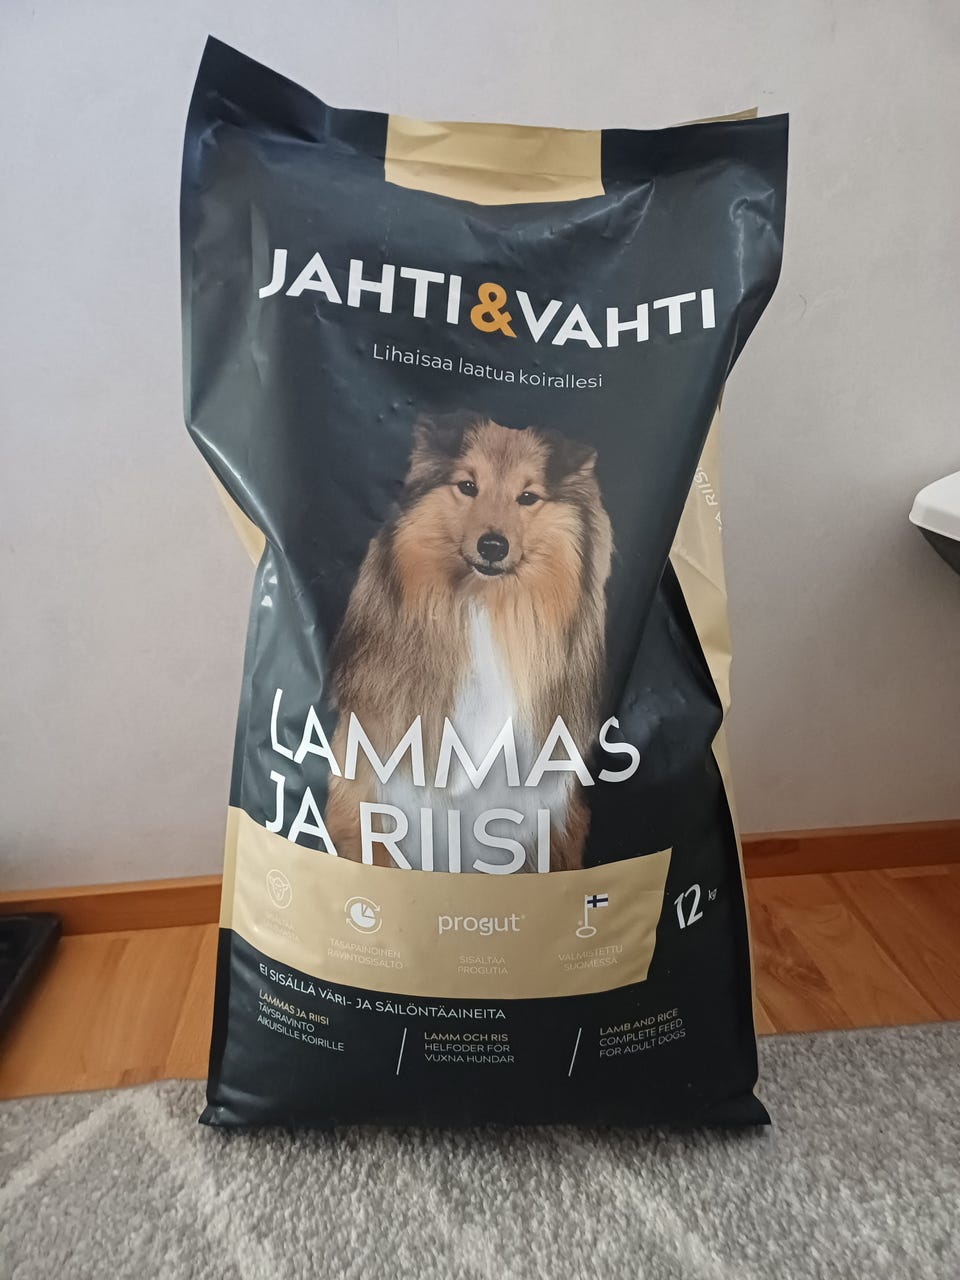 JAHTI&VAHTI
Lihaisaa laatua koirallesi
JA RIISI
LAMMAS
JA RIISI
12 kg
TASAPAINOINEN
RAVINTOSISÄLTÖ
progut®
SISÄLTÄÄ
PROGUTIA
VALMISTETTU
SUOMESSA
EI SISÄLLÄ VÄRI- JA SÄILÖNTÄAINEITA
LAMMAS JA RIISI
TÄYSRAVINTO
AIKUISILLE KOIRILLE
LAMM OCH RIS
HELFODER FÖR
VUXNA HUNDAR
LAMB AND RICE
COMPLETE FEED
FOR ADULT DOGS